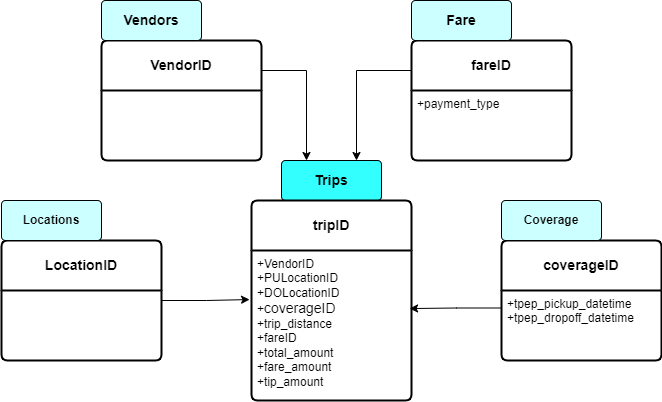 Vendors
VendorID
Fare
fareID
+payment_type
Trips
tripID
+VendorID
+PULocationID
+DOLocationID
+coverageID
+trip_distance
+fareID
+total_amount
+fare_amount
+tip_amount
Locations
LocationID
Coverage
coverageID
+tpep_pickup_datetime
+tpep_dropoff_datetime